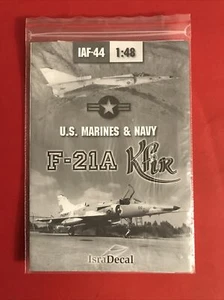 IAF-44 1:48
U.S. MARINES & NAVY
F-21A Kfir
IsraDecal